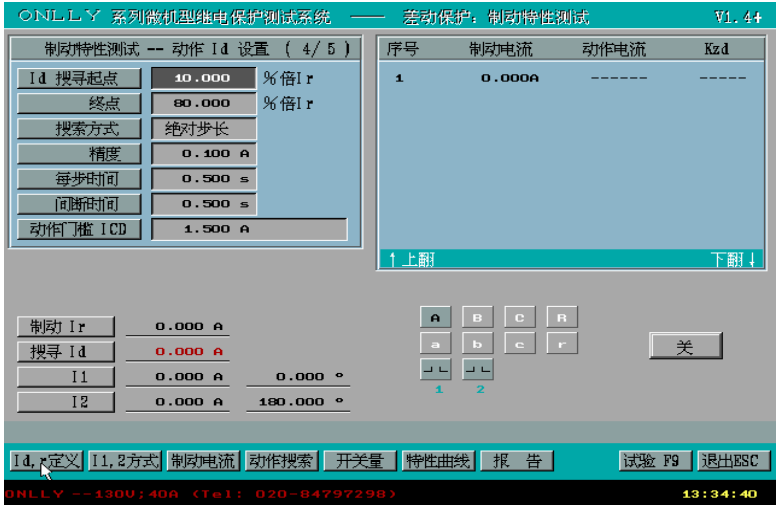 ONLLY 系列微机型继电保护测试系统 —— 差动保护: 制动特性测试 V1.4+
制动特性测试 -- 动作 Id 设置 ( 4/5 )
Id 搜寻起点 10.000 %倍Ir
终点 80.000 %倍Ir
搜索方式 绝对步长
精度 0.100 A
每步时间 0.500 s
间断时间 0.500 s
动作门槛 ICD 1.500 A
序号 制动电流 动作电流 Kzd
1 0.000A ------ -----
↑上翻 下翻↓
制动 Ir 0.000 A
搜寻 Id 0.000 A
I1 0.000 A 0.000 °
I2 0.000 A 180.000 °
A B C R
a b c r
1 2
关
Id,r定义 I1,2方式 制动电流 动作搜索 开关量 特性曲线 报 告 试验 F9 退出ESC
ONLLY --130V;40A (Tel: 020-84797298) 13:34:40